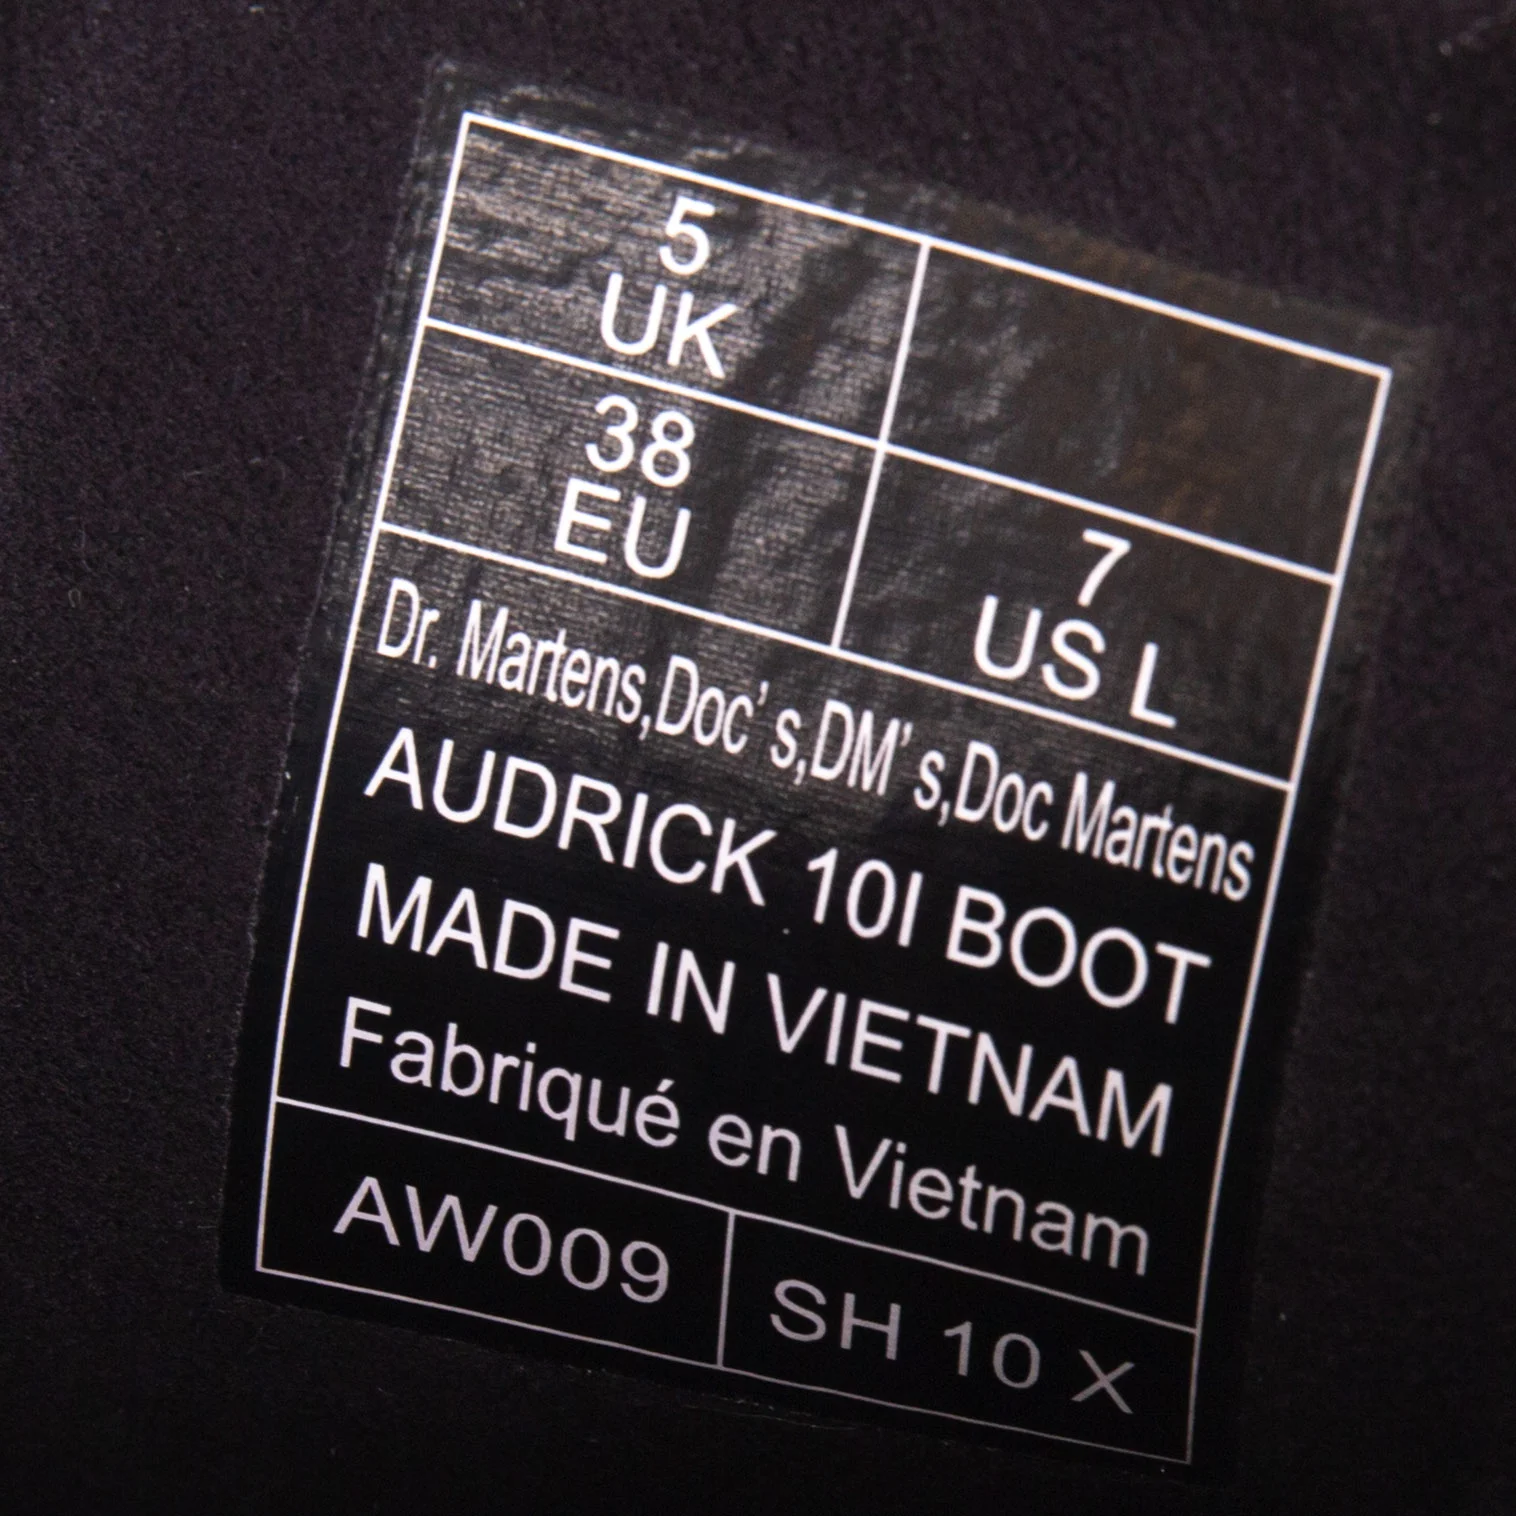 5
UK
38
EU
7
US L
Dr. Martens,Doc's,DM's,Doc Martens
AUDRICK 10I BOOT
MADE IN VIETNAM
Fabriqué en Vietnam
AW009
SH 10 X